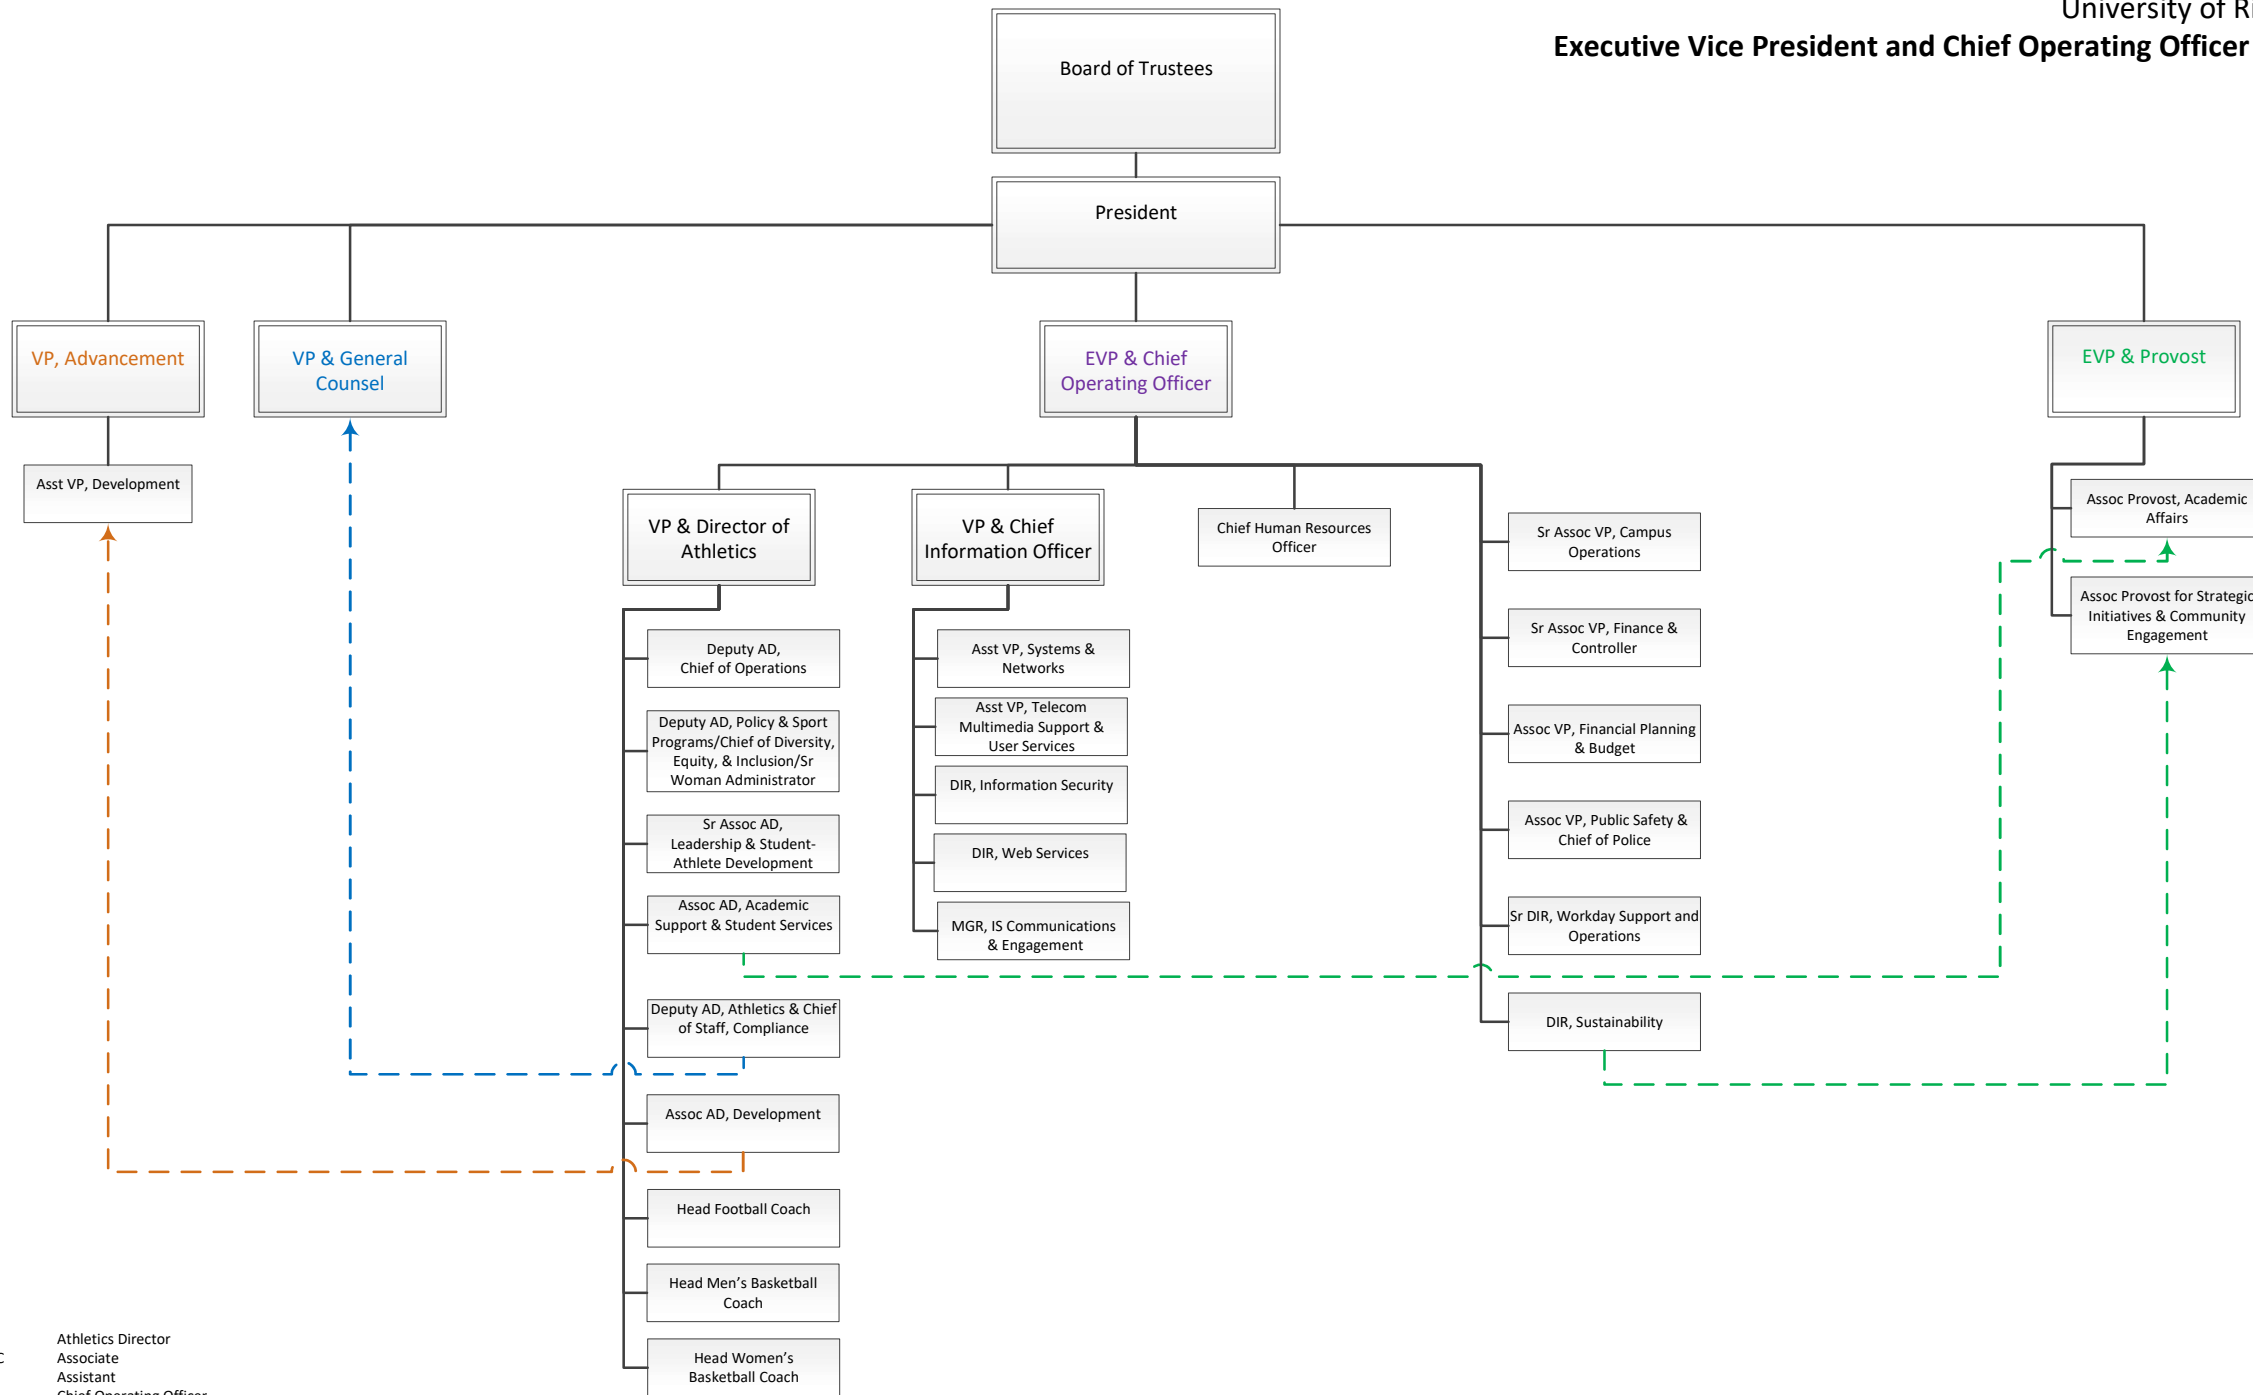 University of
Executive Vice President and Chief Operating Officer
Board of Trustees
President
VP, Advancement
VP & General
Counsel
EVP & Chief
Operating Officer
EVP & Provost
Asst VP, Development
VP & Director of
Athletics
VP & Chief
Information Officer
Chief Human Resources
Officer
Sr Assoc VP, Campus
Operations
Sr Assoc VP, Finance &
Controller
Assoc VP, Financial Planning
& Budget
Assoc VP, Public Safety &
Chief of Police
Sr DIR, Workday Support and
Operations
DIR, Sustainability
Assoc Provost, Academic
Affairs
Assoc Provost for Strategic
Initiatives & Community
Engagement
Deputy AD,
Chief of Operations
Deputy AD, Policy & Sport
Programs/Chief of Diversity,
Equity, & Inclusion/Sr
Woman Administrator
Sr Assoc AD,
Leadership & Student-
Athlete Development
Assoc AD, Academic
Support & Student Services
Deputy AD, Athletics & Chief
of Staff, Compliance
Assoc AD, Development
Head Football Coach
Head Men’s Basketball
Coach
Head Women’s
Basketball Coach
Asst VP, Systems &
Networks
Asst VP, Telecom
Multimedia Support &
User Services
DIR, Information Security
DIR, Web Services
MGR, IS Communications
& Engagement
Athletics Director
Associate
Assistant
Chief Operating Officer